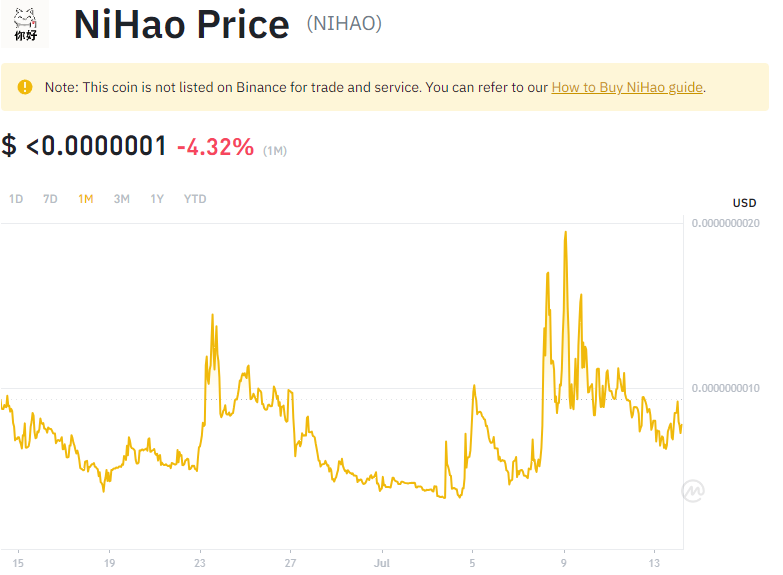 你好
NiHao Price (NIHAO)
Note: This coin is not listed on Binance for trade and service. You can refer to our How to Buy NiHao guide.
$ <0.0000001 -4.32% (1M)
1D 7D 1M 3M 1Y YTD
USD
0.0000000020
0.0000000010
15 19 23 27 Jul 5 9 13